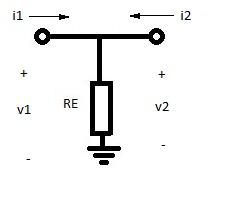 i1 i2
+ +
v1 RE v2
- -